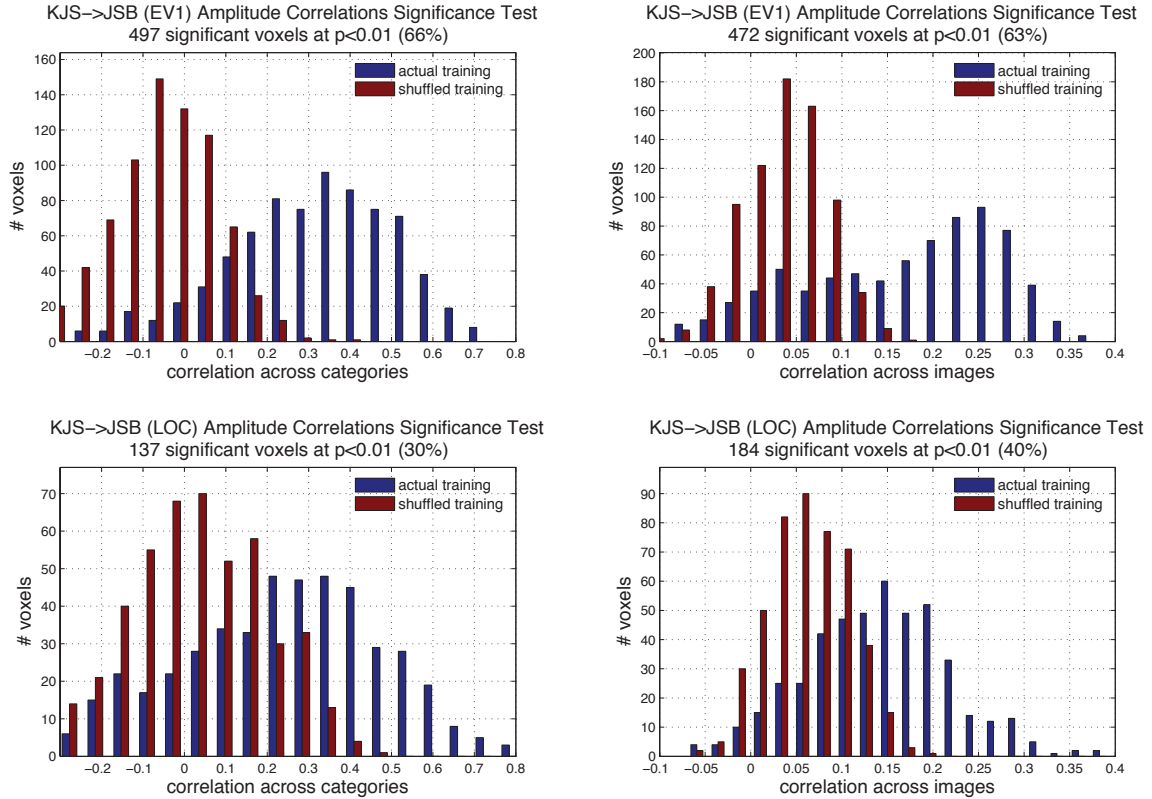 KJS->JSB (EV1) Amplitude Correlations Significance Test
497 significant voxels at p<0.01 (66%)
160
140
120
100
80
60
40
20
0
# voxels
actual training
shuffled training
−0.2 −0.1 0 0.1 0.2 0.3 0.4 0.5 0.6 0.7 0.8
correlation across categories
KJS->JSB (EV1) Amplitude Correlations Significance Test
472 significant voxels at p<0.01 (63%)
200
180
160
140
120
100
80
60
40
20
0
# voxels
actual training
shuffled training
−0.1 −0.05 0 0.05 0.1 0.15 0.2 0.25 0.3 0.35 0.4
correlation across images
KJS−>JSB (LOC) Amplitude Correlations Significance Test
137 significant voxels at p<0.01 (30%)
70
60
50
40
30
20
10
0
# voxels
actual training
shuffled training
−0.2 −0.1 0 0.1 0.2 0.3 0.4 0.5 0.6 0.7 0.8
correlation across categories
KJS−>JSB (LOC) Amplitude Correlations Significance Test
184 significant voxels at p<0.01 (40%)
90
80
70
60
50
40
30
20
10
0
# voxels
actual training
shuffled training
−0.1 −0.05 0 0.05 0.1 0.15 0.2 0.25 0.3 0.35 0.4
correlation across images